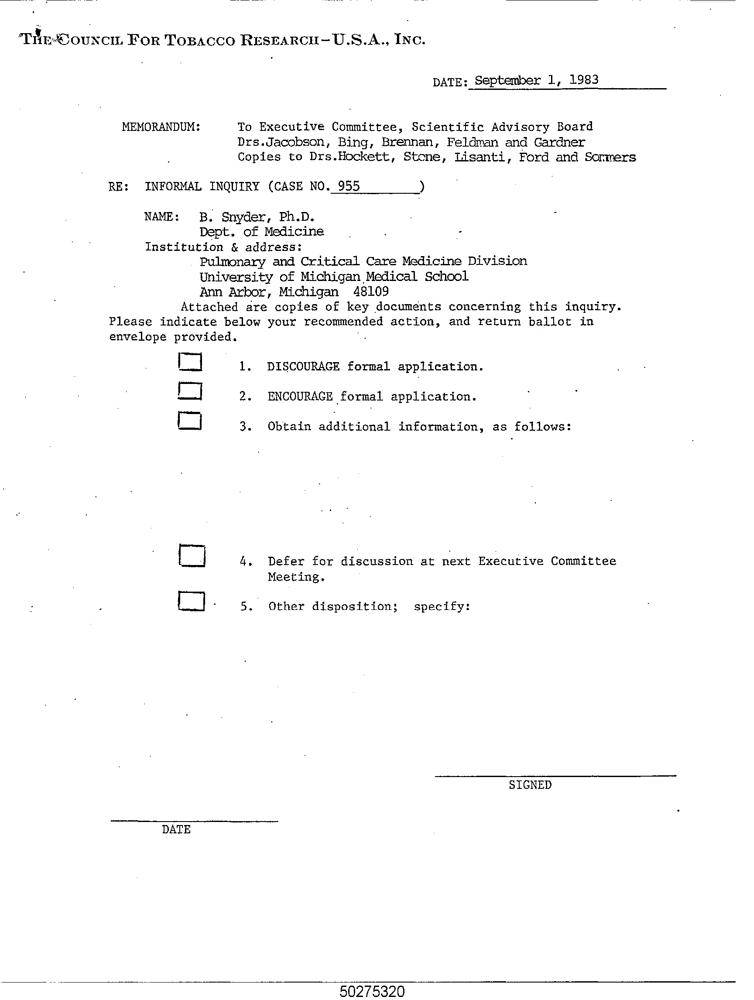 THE COUNCIL FOR TOBACCO RESEARCH-U.S.A., INC.
DATE: September 1, 1983
MEMORANDUM: To Executive Committee, Scientific Advisory Board
Drs.Jacobson, Bing, Brennan, Feldman and Gardner
Copies to Drs.Hockett, Stone, Lisanti, Ford and Sommers
RE: INFORMAL INQUIRY (CASE NO. 955 )
NAME: B. Snyder, Ph.D.
Dept. of Medicine
Institution & address:
Pulmonary and Critical Care Medicine Division
University of Michigan Medical School
Ann Arbor, Michigan 48109
Attached are copies of key documents concerning this inquiry.
Please indicate below your recommended action, and return ballot in
envelope provided.
1. DISCOURAGE formal application.
2. ENCOURAGE formal application.
3. Obtain additional information, as follows:
4. Defer for discussion at next Executive Committee
Meeting.
5. Other disposition; specify:
SIGNED
DATE
50275320